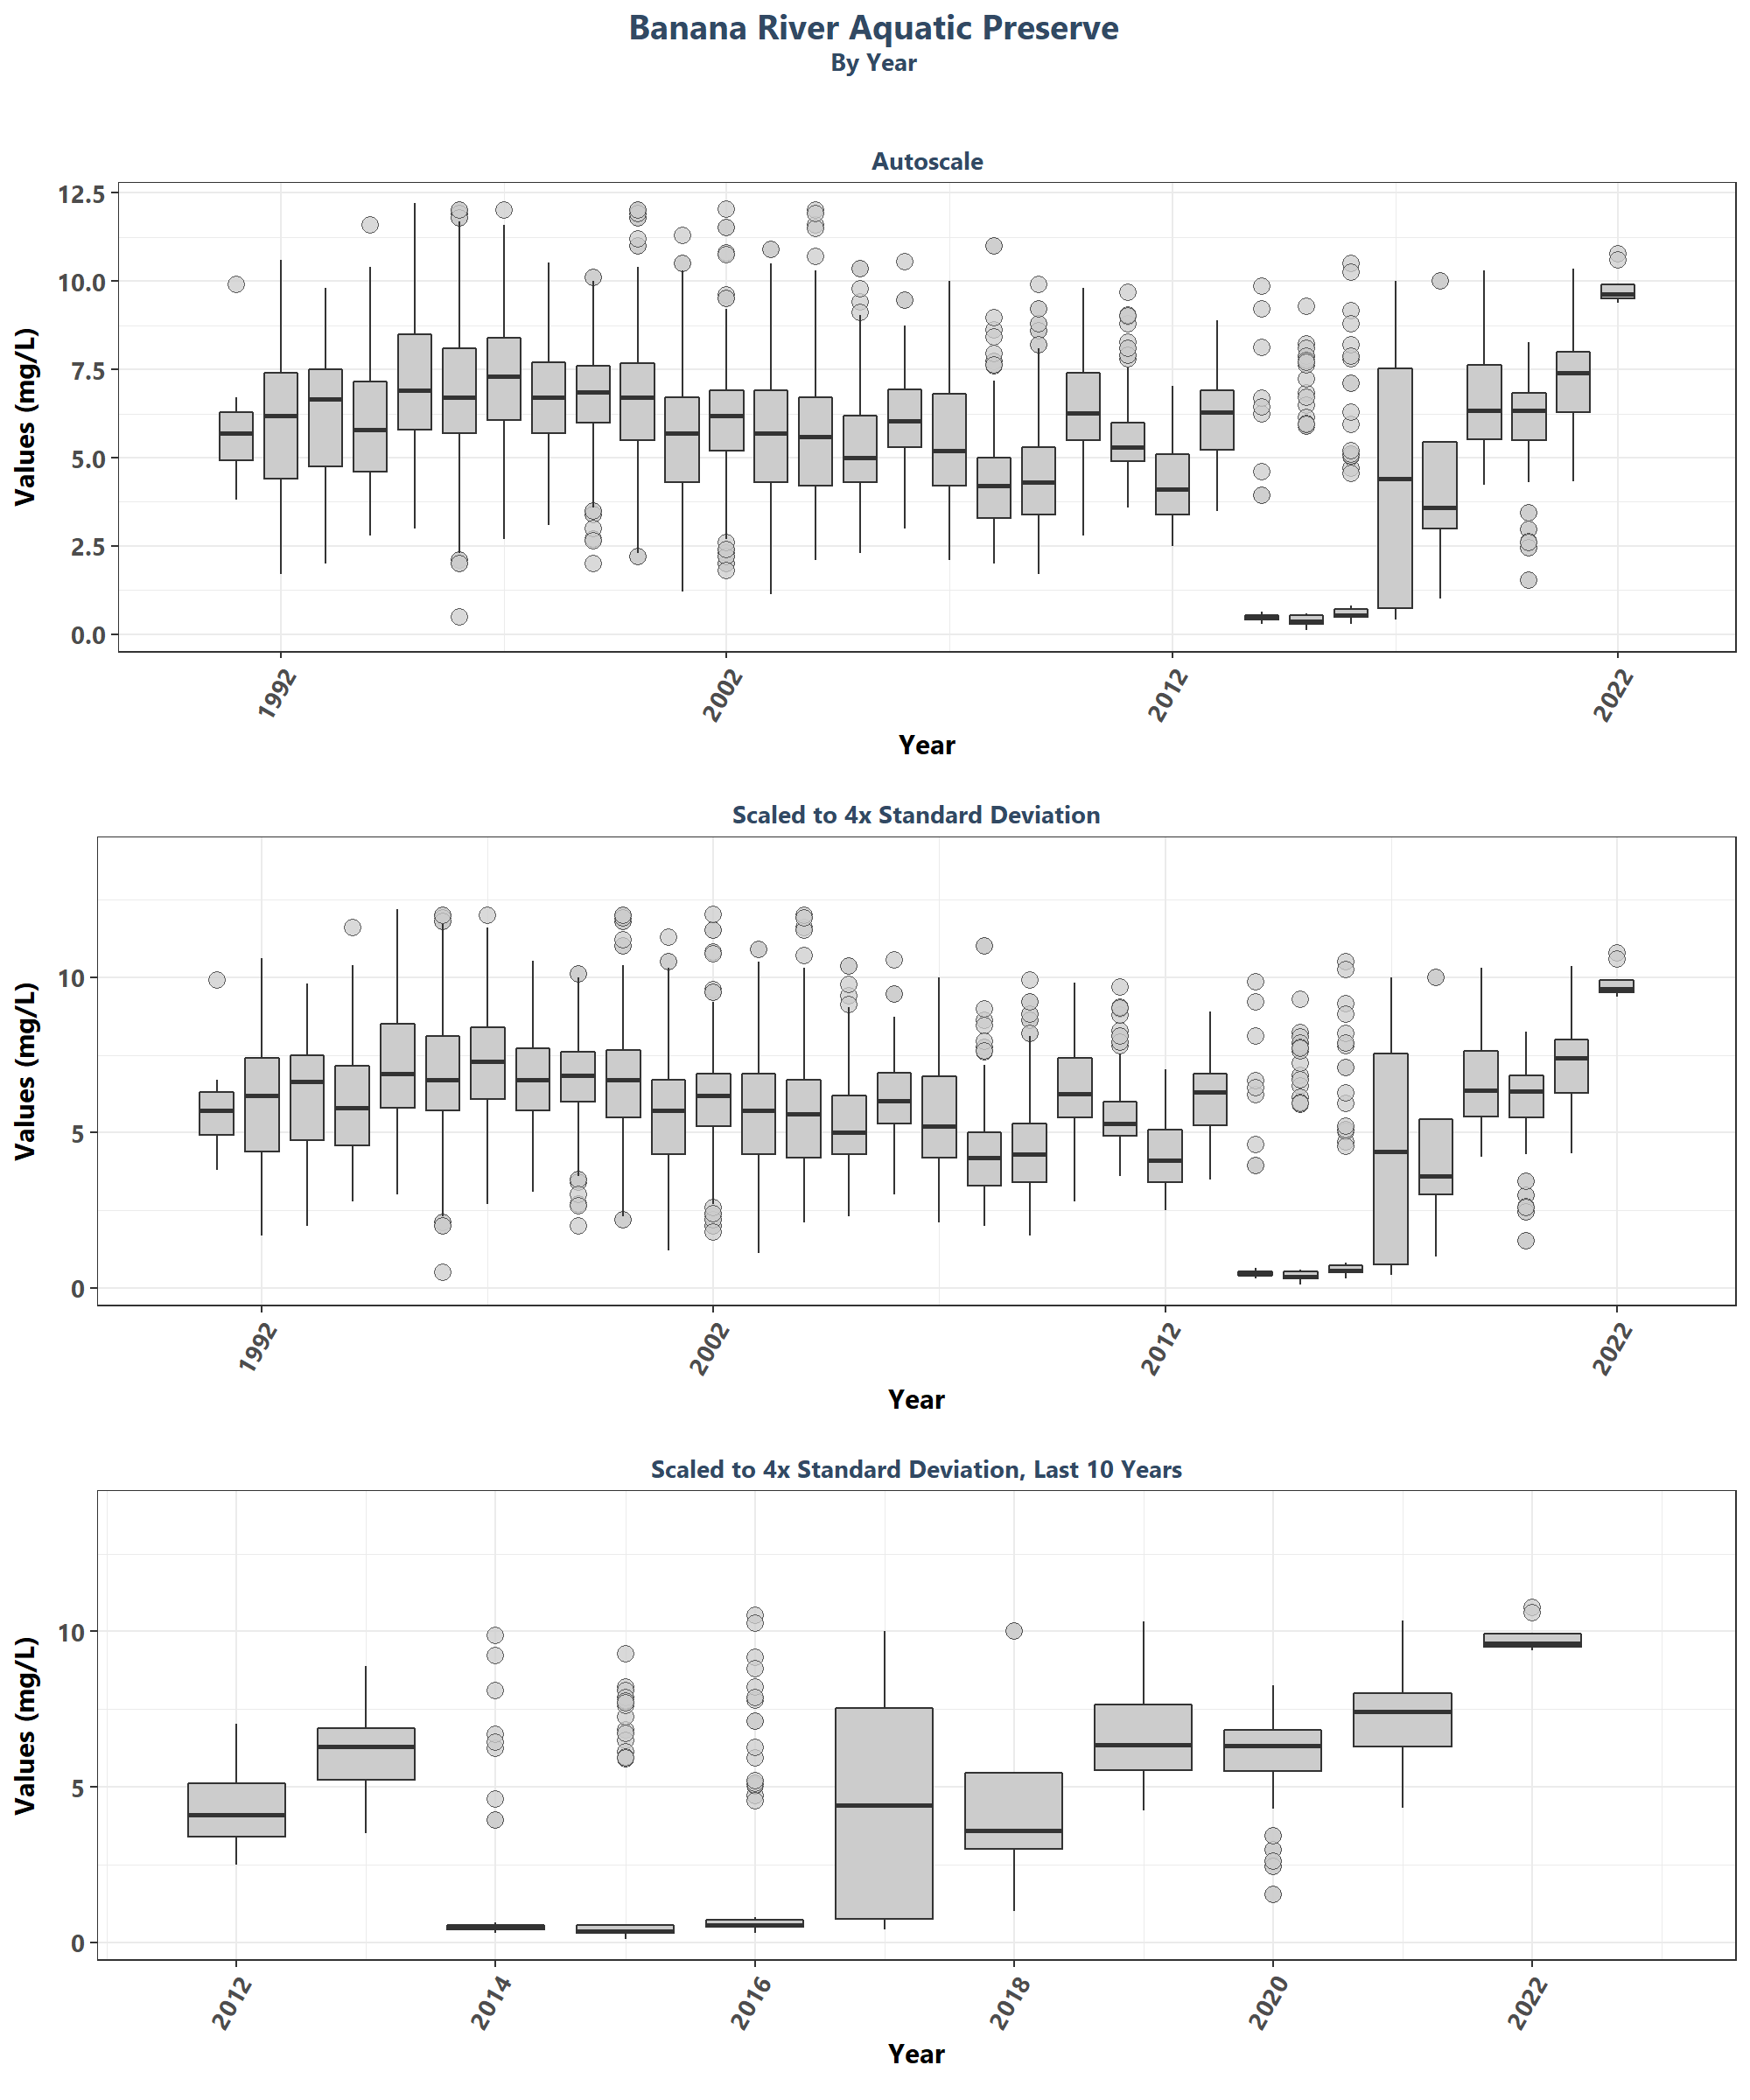 Banana River Aquatic Preserve
By Year
Autoscale
Values (mg/L)
12.5
10.0
7.5
5.0
2.5
0.0
1992
2002
2012
2022
Year
Scaled to 4x Standard Deviation
Values (mg/L)
10
5
0
1992
2002
2012
2022
Year
Scaled to 4x Standard Deviation, Last 10 Years
Values (mg/L)
10
5
0
2012
2014
2016
2018
2020
2022
Year